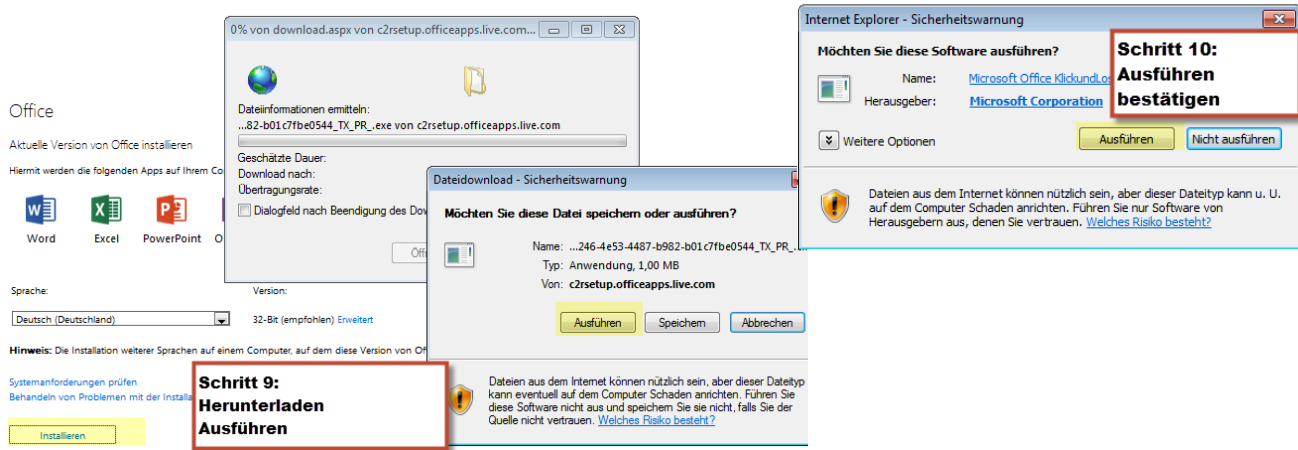 Office
Aktuelle Version von Office installieren
Hiermit werden die folgenden Apps auf Ihrem Co
Word Excel PowerPoint O
Sprache: Version:
Deutsch (Deutschland) 32-Bit (empfohlen) Erweitert
Hinweis: Die Installation weiterer Sprachen auf einem Computer, auf dem diese Version von Of
Systemanforderungen prüfen
Behandeln von Problemen mit der Installa
Installieren
0% von download.aspx von c2rsetup.officeapps.live.com...
Dateiinformationen ermitteln:
...82-b01c7fbe0544_TX_PR_.exe von c2rsetup.officeapps.live.com
Geschätzte Dauer:
Download nach:
Übertragungsrate:
Dialogfeld nach Beendigung des Dow
Öff
Schritt 9:
Herunterladen
Ausführen
Dateidownload - Sicherheitswarnung
Möchten Sie diese Datei speichern oder ausführen?
Name: ...246-4e53-4487-b982-b01c7fbe0544_TX_PR_...
Typ: Anwendung, 1,00 MB
Von: c2rsetup.officeapps.live.com
Ausführen Speichern Abbrechen
Dateien aus dem Internet können nützlich sein, aber dieser Dateityp
kann eventuell auf dem Computer Schaden anrichten. Führen Sie
diese Software nicht aus und speichern Sie sie nicht, falls Sie der
Quelle nicht vertrauen. Welches Risiko besteht?
Internet Explorer - Sicherheitswarnung
Möchten Sie diese Software ausführen?
Name: Microsoft Office KlickundLos
Herausgeber: Microsoft Corporation
Weitere Optionen Ausführen Nicht ausführen
Dateien aus dem Internet können nützlich sein, aber dieser Dateityp kann u. U.
auf dem Computer Schaden anrichten. Führen Sie nur Software von
Herausgebern aus, denen Sie vertrauen. Welches Risiko besteht?
Schritt 10:
Ausführen
bestätigen